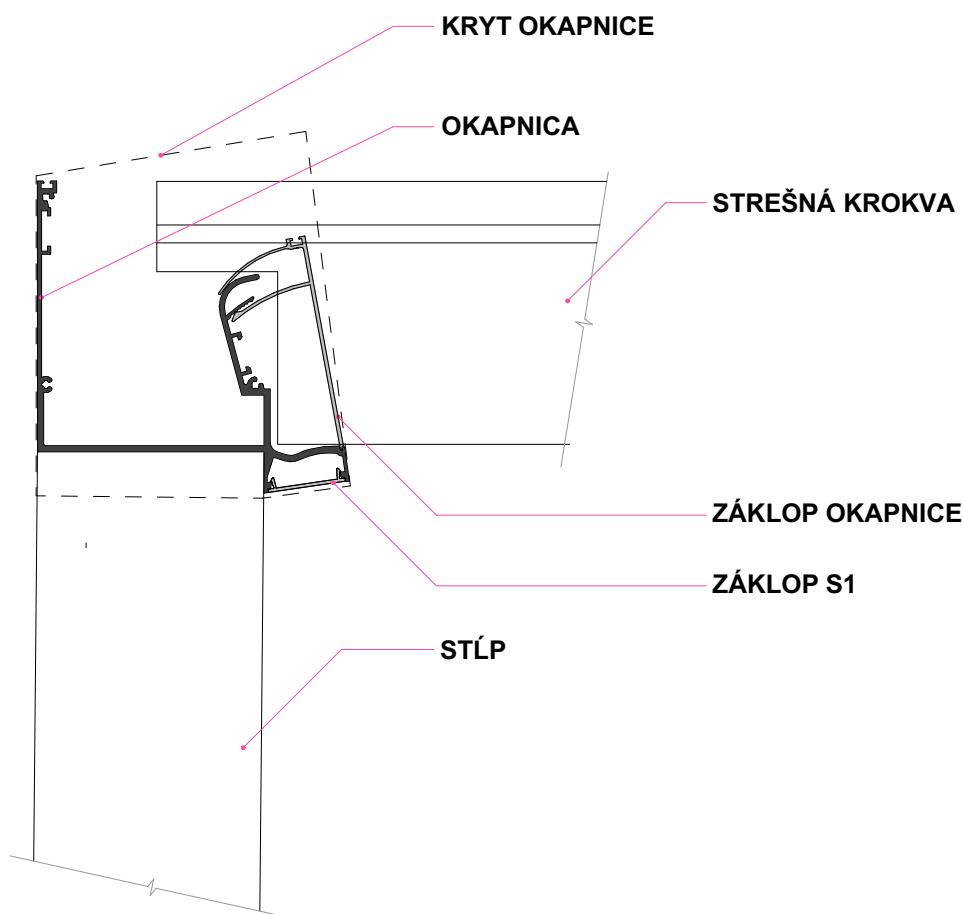 KRYT OKAPNICE
OKAPNICA
STREŠNÁ KROKVA
ZÁKLOP OKAPNICE
ZÁKLOP S1
STĹP